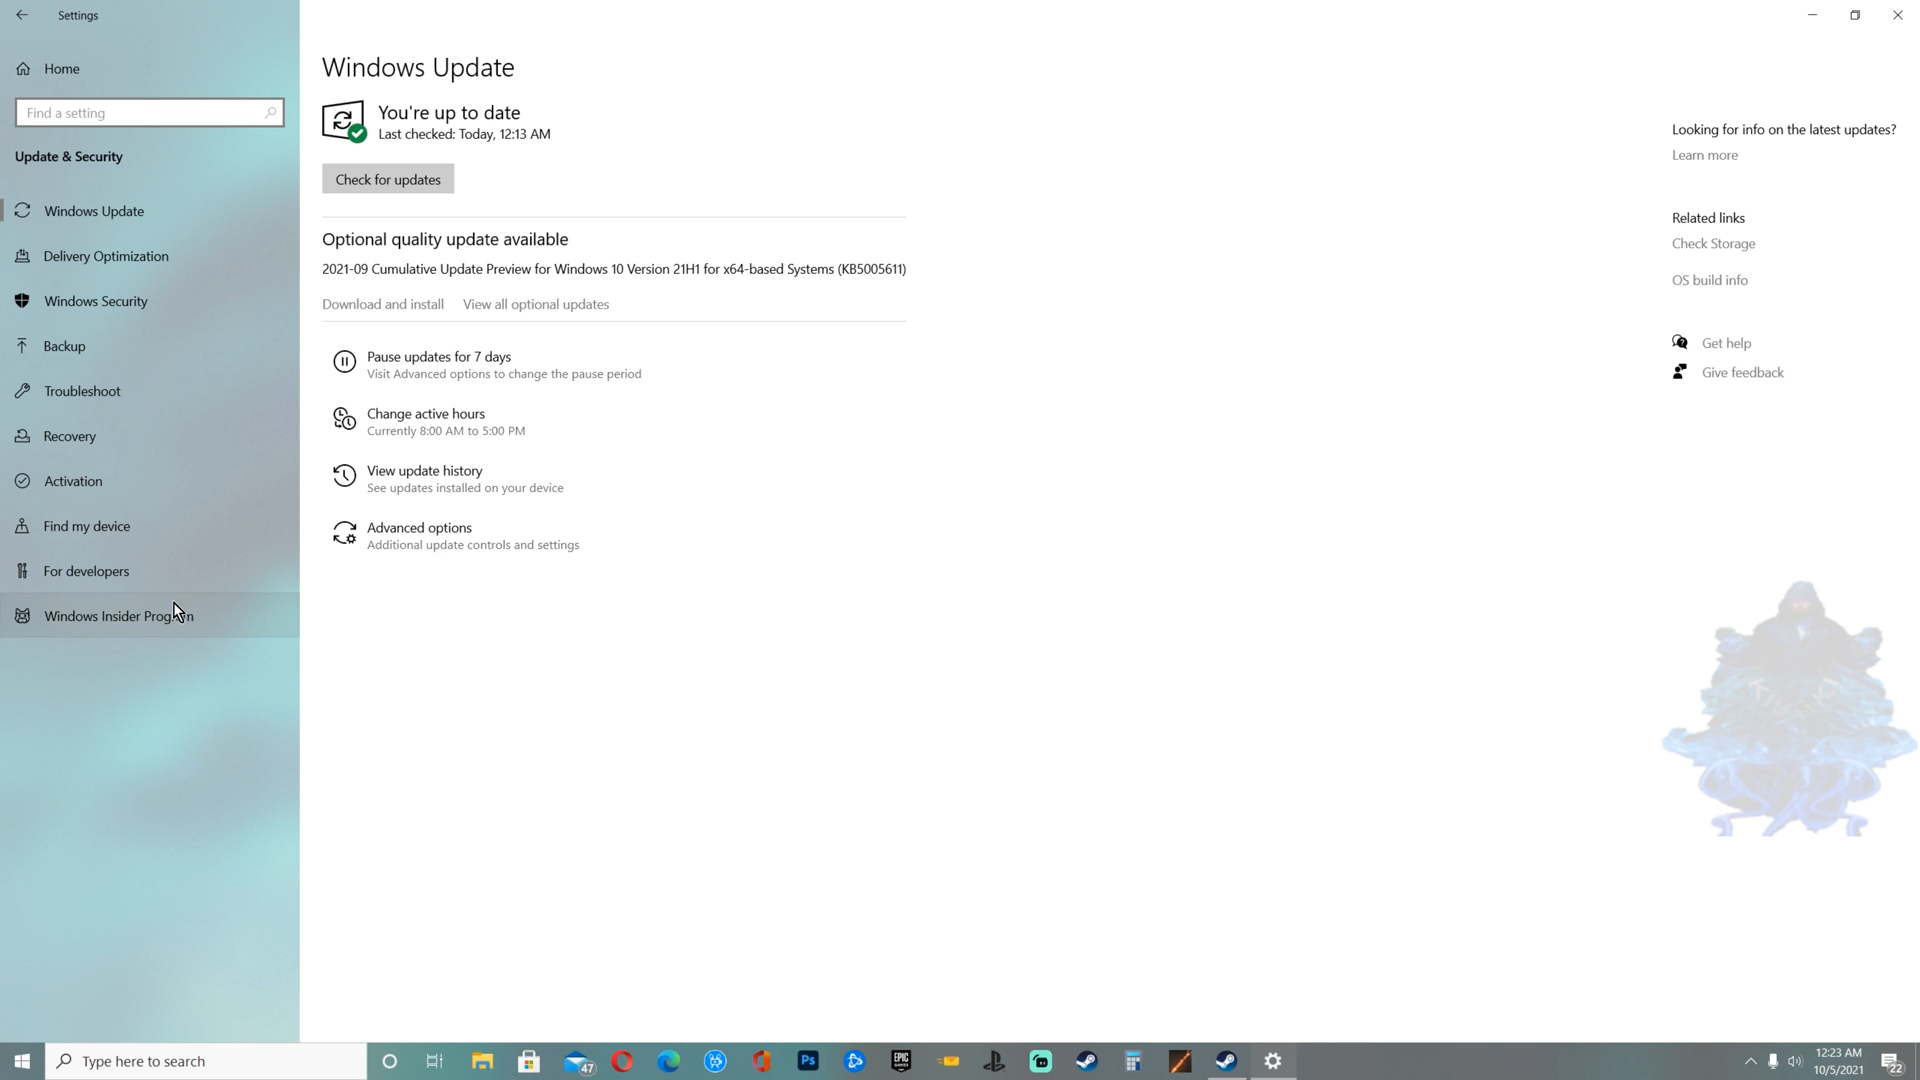 Settings
Home
Find a setting
Update & Security
Windows Update
Delivery Optimization
Windows Security
Backup
Troubleshoot
Recovery
Activation
Find my device
For developers
Windows Insider Program
Windows Update
You're up to date
Last checked: Today, 12:13 AM
Check for updates
Optional quality update available
2021-09 Cumulative Update Preview for Windows 10 Version 21H1 for x64-based Systems (KB5005611)
Download and install View all optional updates
Pause updates for 7 days
Visit Advanced options to change the pause period
Change active hours
Currently 8:00 AM to 5:00 PM
View update history
See updates installed on your device
Advanced options
Additional update controls and settings
Looking for info on the latest updates?
Learn more
Related links
Check Storage
OS build info
Get help
Give feedback
Type here to search
47
Ps
EPIC
GAMES
12:23 AM
10/5/2021
22